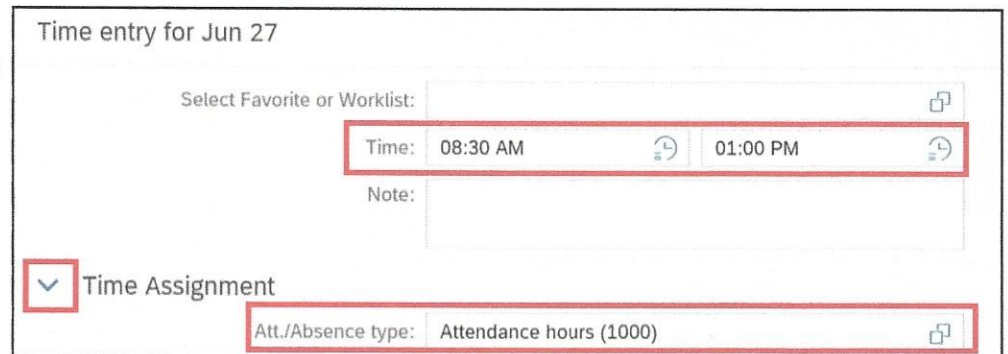 Time entry for Jun 27
Select Favorite or Worklist:
Time: 08:30 AM 01:00 PM
Note:
Time Assignment
Att./Absence type: Attendance hours (1000)